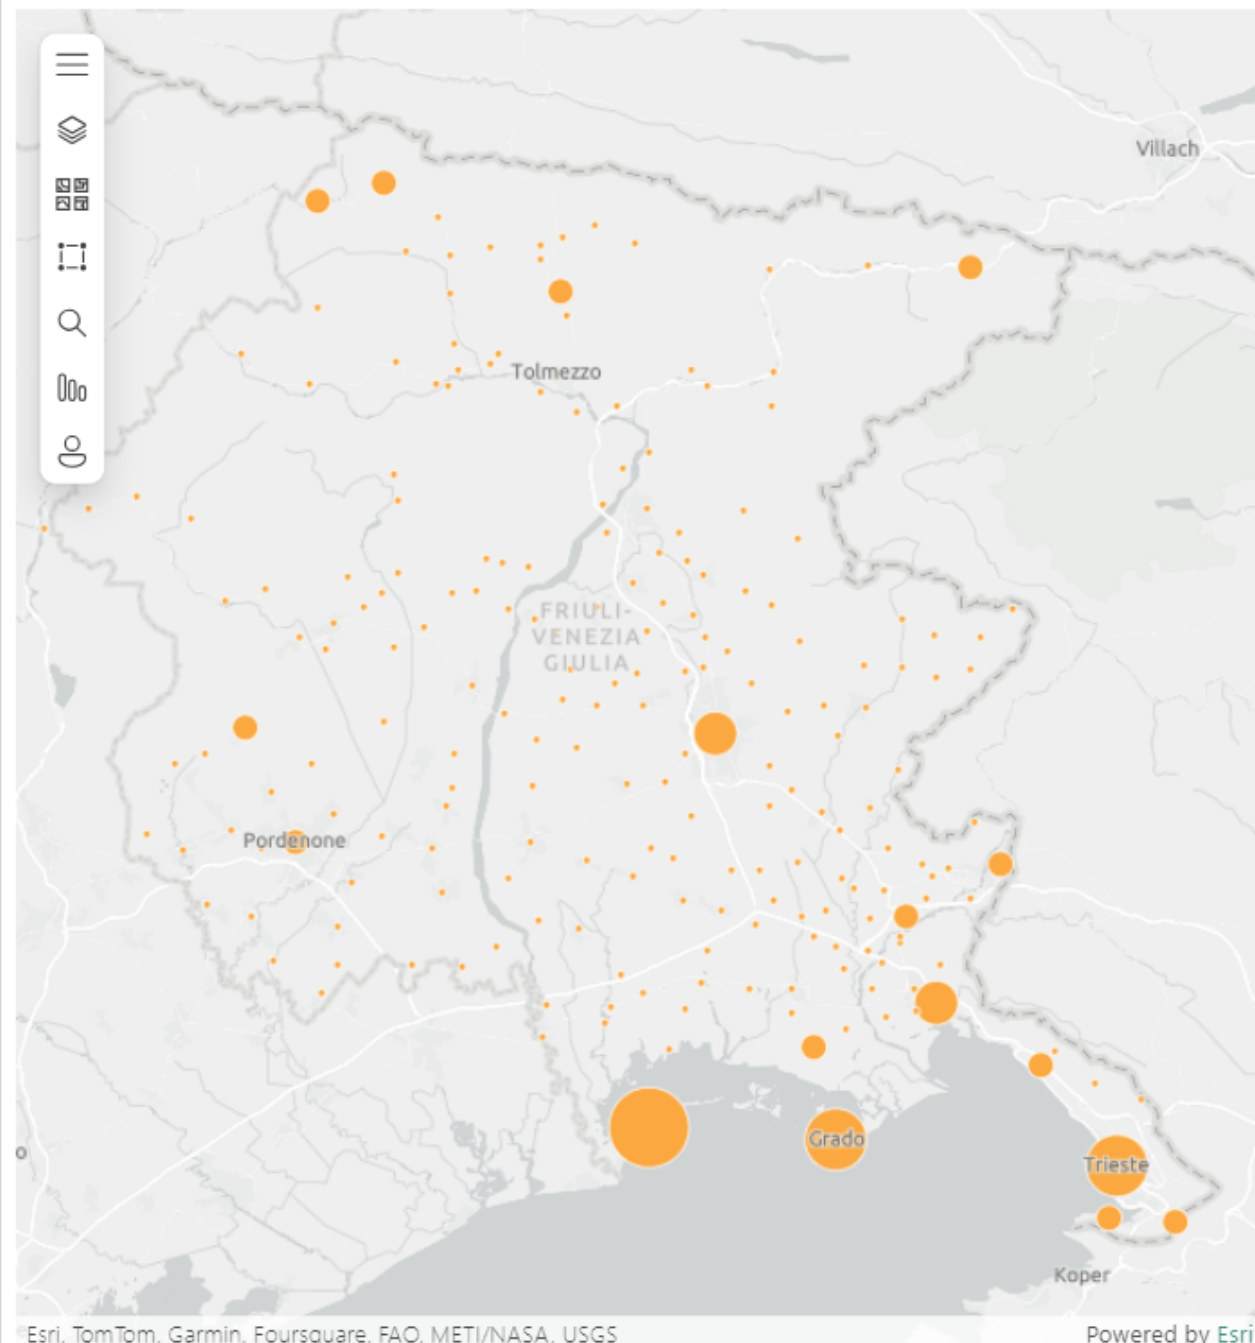 Villach
Tolmezzo
FRIULI-
VENEZIA
GIULIA
Pordenone
Grado
Trieste
Koper
o
Esri, TomTom, Garmin, Foursquare, FAO, METI/NASA, USGS
Powered by Esri